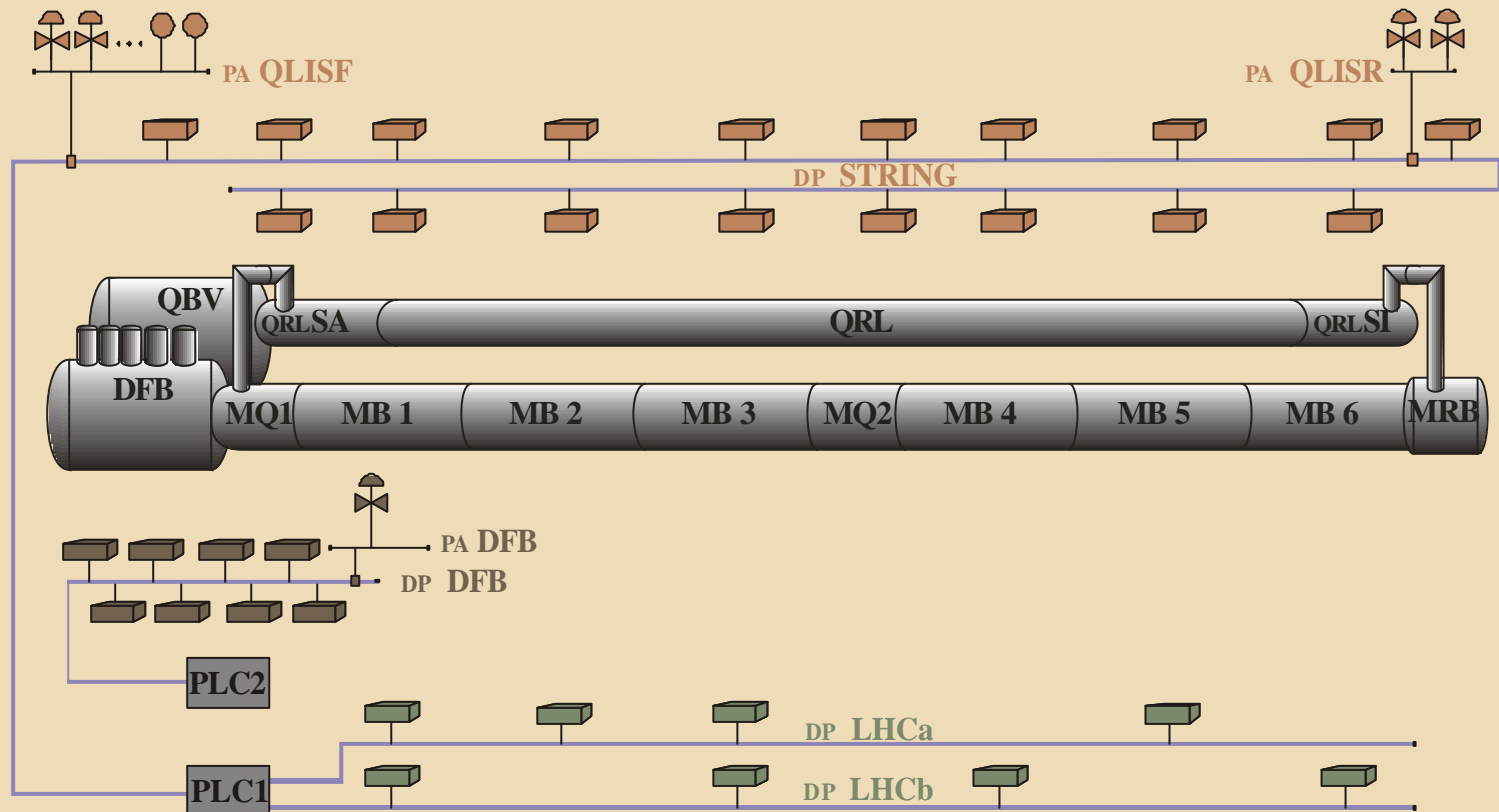 PA QLISF
PA QLISR
DP STRING
QBV
QRLSA
QRL
QRLSI
DFB
MQ1
MB 1
MB 2
MB 3
MQ2
MB 4
MB 5
MB 6
MRB
PA DFB
DP DFB
PLC2
DP LHCa
PLC1
DP LHCb